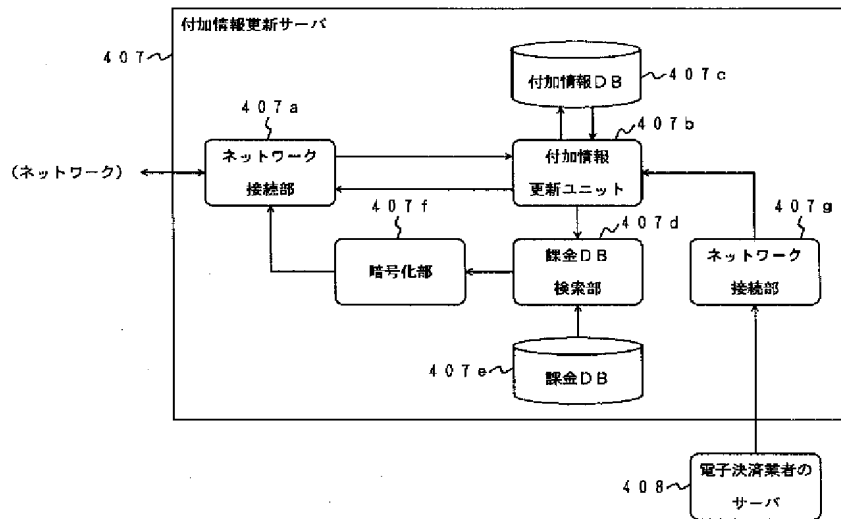 付加情報更新サーバ
407
付加情報DB
407c
407a
407b
(ネットワーク)
ネットワーク
接続部
付加情報
更新ユニット
407f
407d
407g
暗号化部
課金DB
検索部
ネットワーク
接続部
407e
課金DB
408
電子決済業者の
サーバ